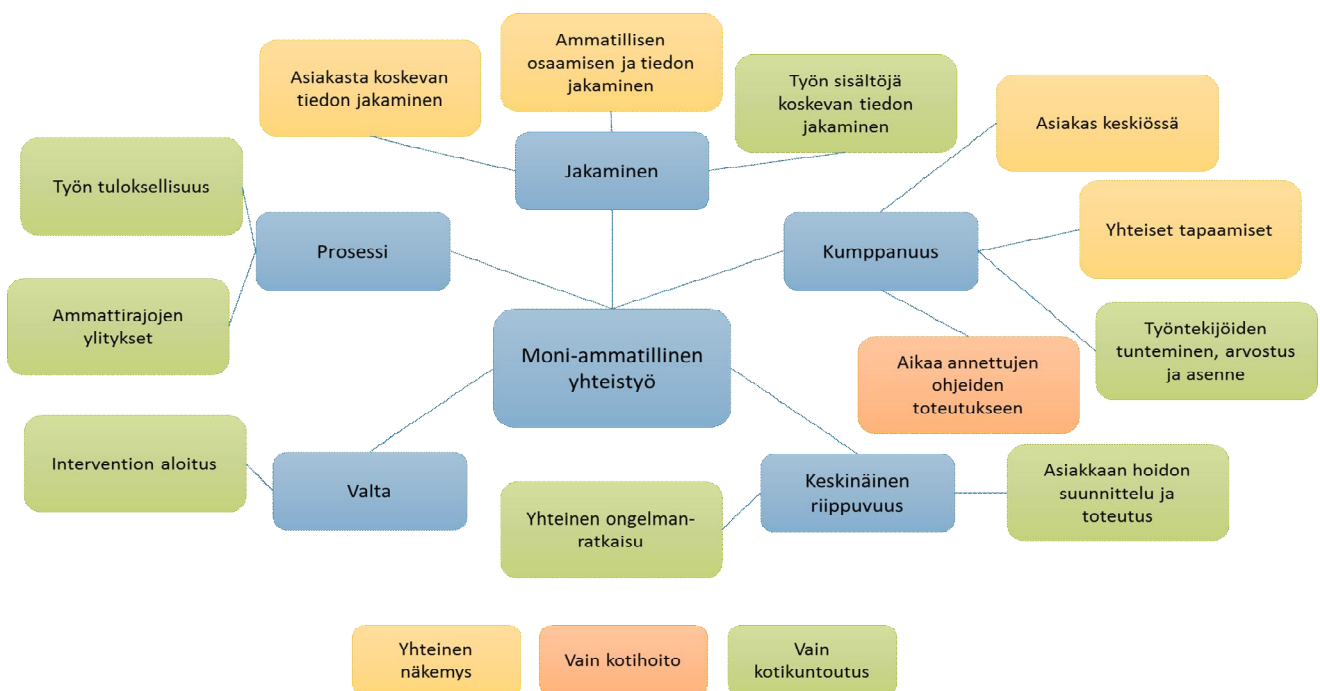 Ammatillisen
osaamisen ja tiedon
jakaminen
Asiakasta koskevan
tiedon jakaminen
Työn sisältöjä
koskevan tiedon
jakaminen
Asiakas keskiössä
Jakaminen
Työn tuloksellisuus
Prosessi
Kumppanuus
Yhteiset tapaamiset
Ammattirajojen
ylitykset
Moni-ammatillinen
yhteistyö
Aikaa annettujen
ohjeiden
toteutukseen
Työntekijöiden
tunteminen, arvostus
ja asenne
Intervention aloitus
Valta
Yhteinen ongelman-
ratkaisu
Keskinäinen
riippuvuus
Asiakkaan hoidon
suunnittelu ja
toteutus
Yhteinen
näkemys
Vain kotihoito
Vain
kotikuntoutus